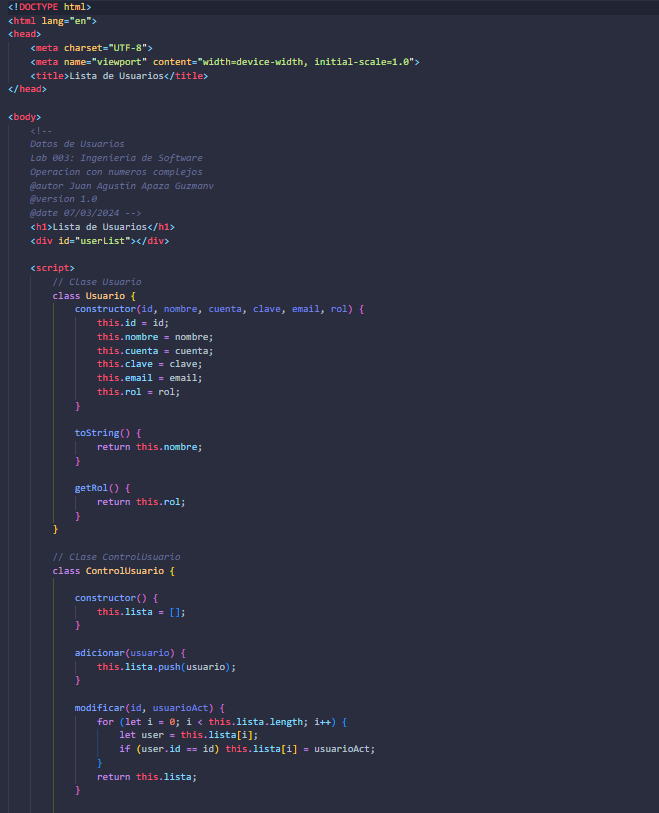 <!DOCTYPE html>
<html lang="en">
<head>
    <meta charset="UTF-8">
    <meta name="viewport" content="width=device-width, initial-scale=1.0">
    <title>Lista de Usuarios</title>
</head>

<body>
    <!--
    Datos de Usuarios
    Lab 003: Ingenieria de Software
    Operacion con numeros complejos
    @autor Juan Agustin Apaza Guzmanv
    @version 1.0
    @date 07/03/2024 -->
    <h1>Lista de Usuarios</h1>
    <div id="userList"></div>

    <script>
        // Clase Usuario
        class Usuario {
            constructor(id, nombre, cuenta, clave, email, rol) {
                this.id = id;
                this.nombre = nombre;
                this.cuenta = cuenta;
                this.clave = clave;
                this.email = email;
                this.rol = rol;
            }

            toString() {
                return this.nombre;
            }

            getRol() {
                return this.rol;
            }
        }

        // Clase ControlUsuario
        class ControlUsuario {

            constructor() {
                this.lista = [];
            }

            adicionar(usuario) {
                this.lista.push(usuario);
            }

            modificar(id, usuarioAct) {
                for (let i = 0; i < this.lista.length; i++) {
                    let user = this.lista[i];
                    if (user.id == id) this.lista[i] = usuarioAct;
                }
                return this.lista;
            }